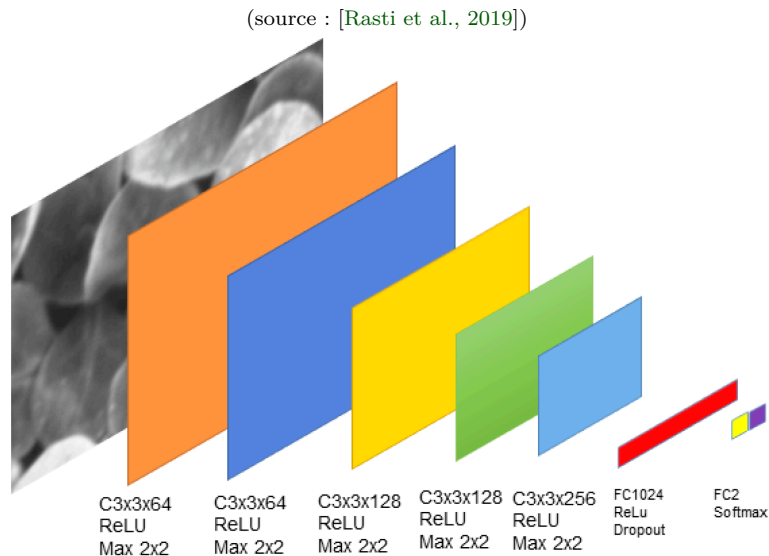 (source : [Rasti et al., 2019])
C3x3x64
ReLU
Max 2x2
C3x3x64
ReLU
Max 2x2
C3x3x128
ReLU
Max 2x2
C3x3x128
ReLU
Max 2x2
C3x3x256
ReLU
Max 2x2
FC1024
ReLu
Dropout
FC2
Softmax